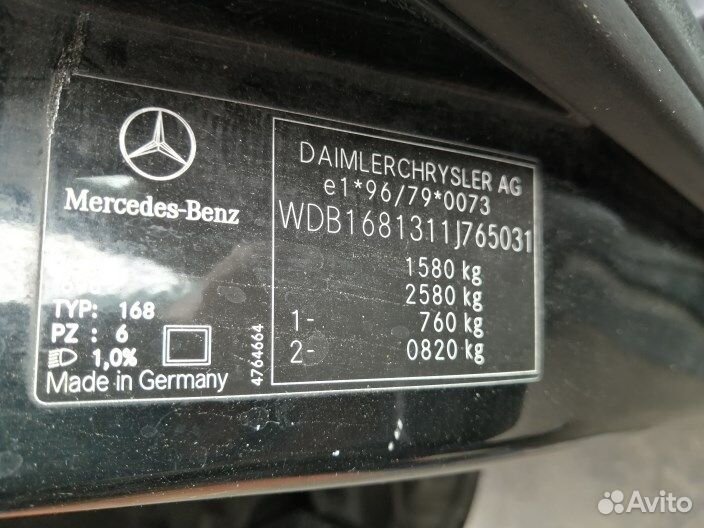 Mercedes-Benz
TYP: 168
PZ : 6
1,0%
Made in Germany
4764664
DAIMLERCHRYSLER AG
e1*96/79*0073
WDB1681311J765031
1580 kg
2580 kg
1- 760 kg
2- 0820 kg
Avito